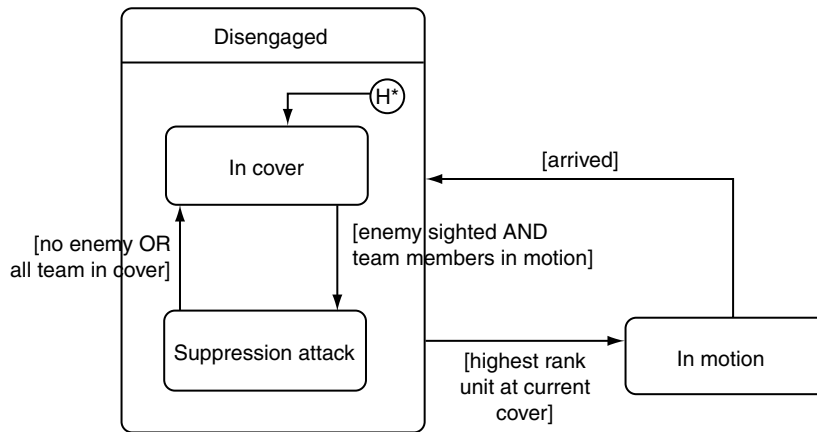 Disengaged
H*
In cover
[arrived]
[no enemy OR
all team in cover]
[enemy sighted AND
team members in motion]
Suppression attack
In motion
[highest rank
unit at current
cover]